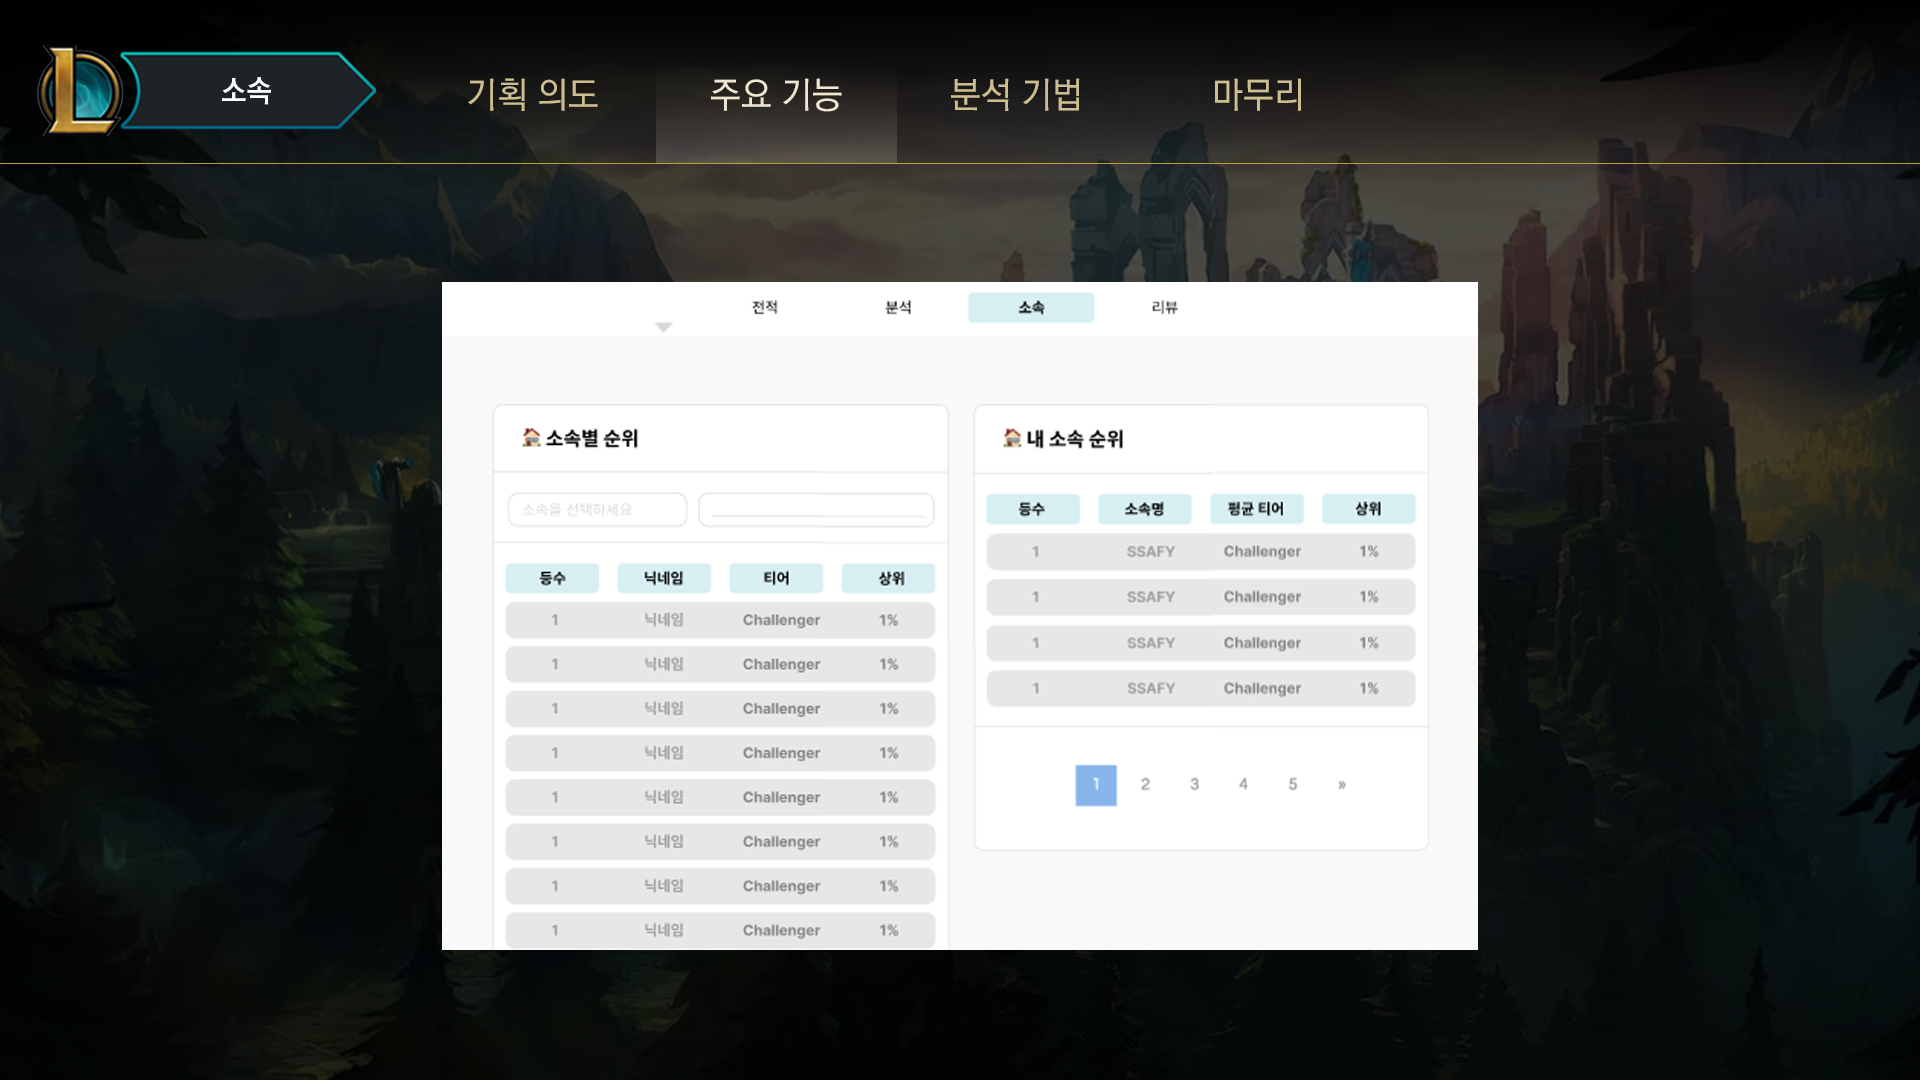 소속
기획 의도
주요 기능
분석 기법
마무리
전적 분석 소속 리뷰
소속별 순위
소속을 선택하세요
등수 닉네임 티어 상위
1 닉네임 Challenger 1%
1 닉네임 Challenger 1%
1 닉네임 Challenger 1%
1 닉네임 Challenger 1%
1 닉네임 Challenger 1%
1 닉네임 Challenger 1%
1 닉네임 Challenger 1%
1 닉네임 Challenger 1%
내 소속 순위
등수 소속명 평균 티어 상위
1 SSAFY Challenger 1%
1 SSAFY Challenger 1%
1 SSAFY Challenger 1%
1 SSAFY Challenger 1%
1 2 3 4 5 »